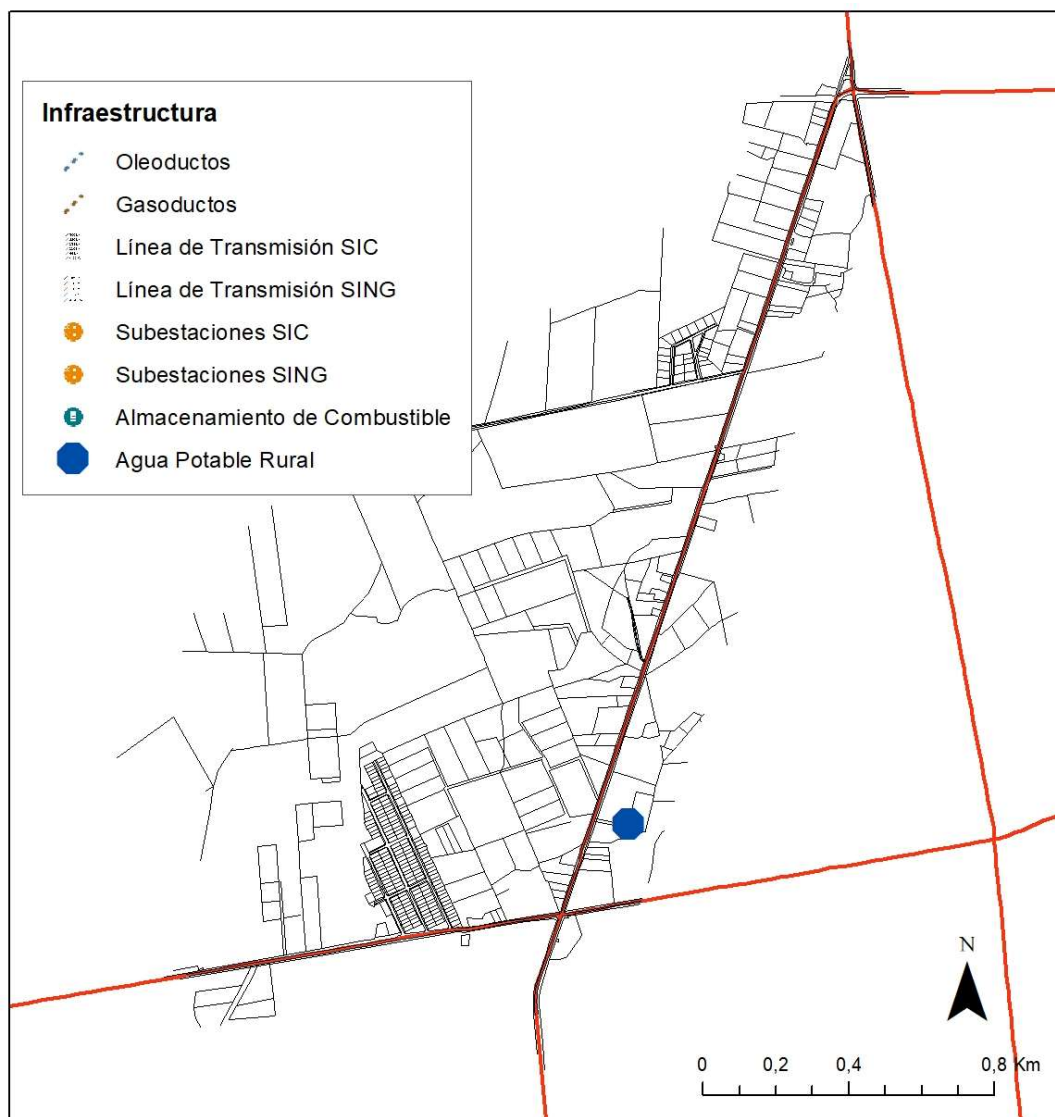 Infraestructura
Oleoductos
Gasoductos
Línea de Transmisión SIC
Línea de Transmisión SING
Subestaciones SIC
Subestaciones SING
Almacenamiento de Combustible
Agua Potable Rural
N
0 0,2 0,4 0,8 Km